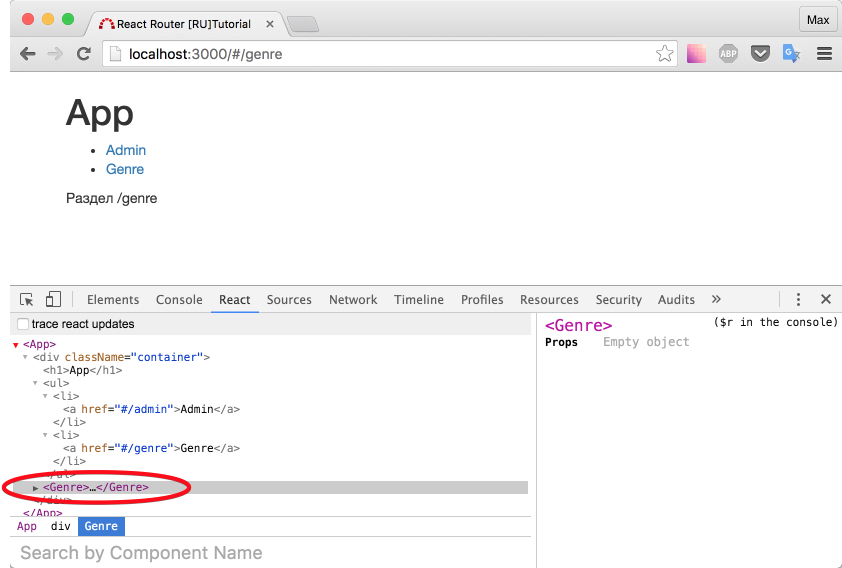 React Router [RU]Tutorial
Max
localhost:3000/#/genre
ABP
App
Admin
Genre
Раздел /genre
Elements Console React Sources Network Timeline Profiles Resources Security Audits »
trace react updates
<App>
<div className="container">
<h1>App</h1>
<ul>
<li>
<a href="#/admin">Admin</a>
</li>
<li>
<a href="#/genre">Genre</a>
</li>
</ul>
<Genre>…</Genre>
</div>
</App>
App div Genre
Search by Component Name
<Genre> ($r in the console)
Props Empty object